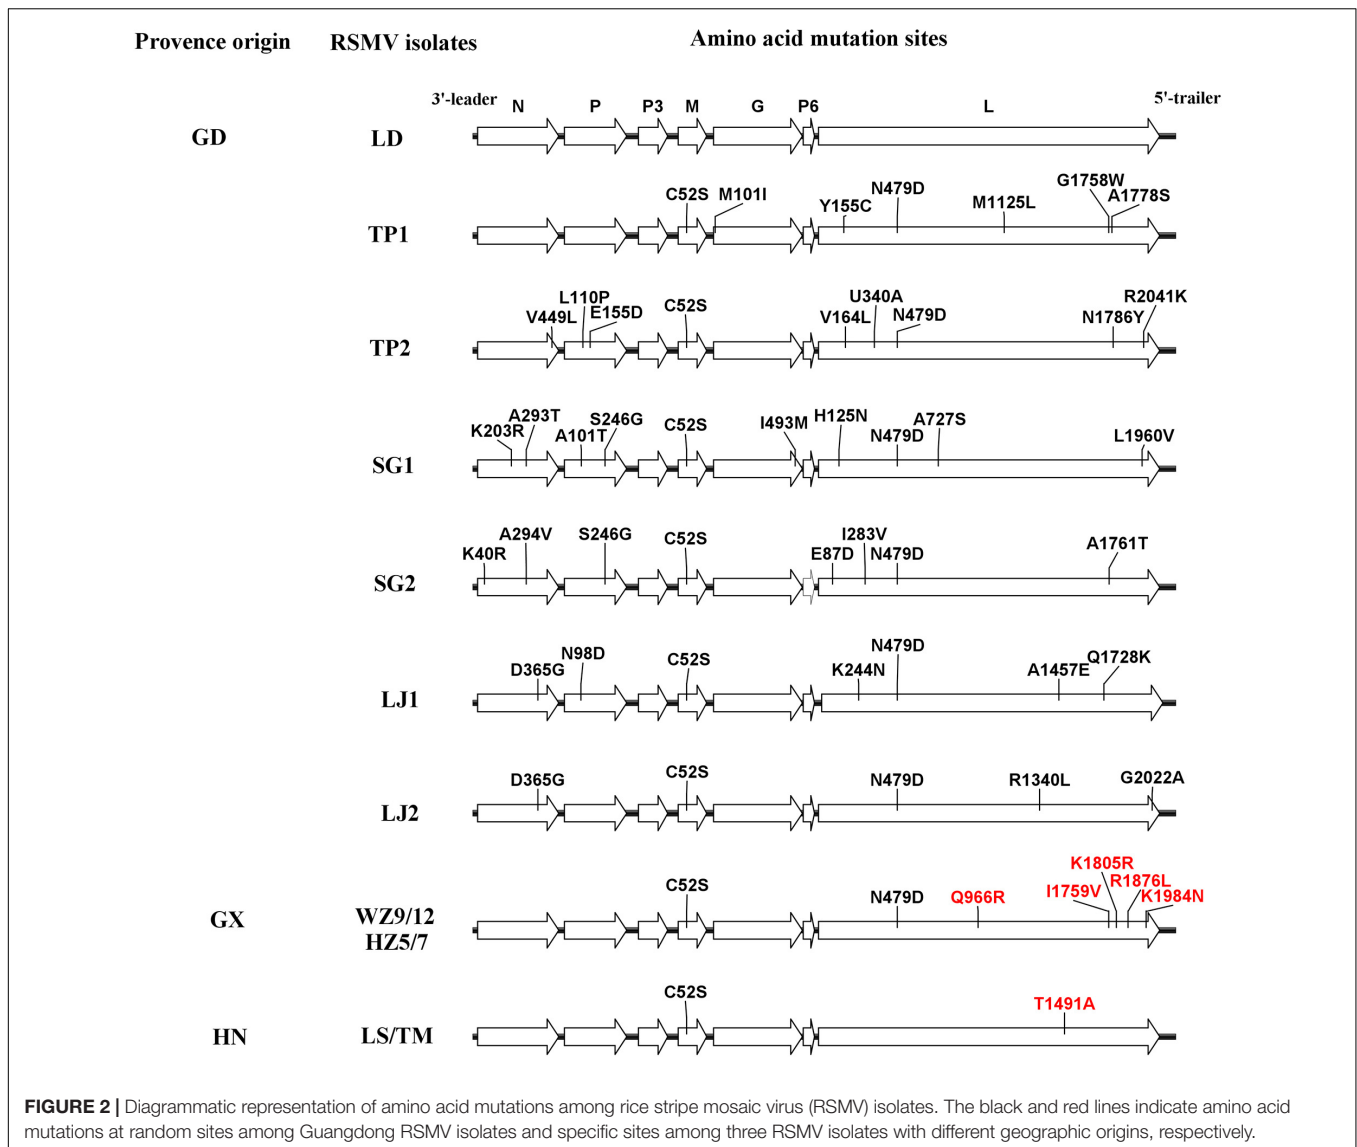 Provence origin RSMV isolates Amino acid mutation sites
3'-leader N P P3 M G P6 L 5'-trailer
GD LD
G1758W
C52S M101I N479D A1778S
Y155C M1125L
TP1
L110P U340A R2041K
V449L E155D C52S V164L N479D N1786Y
TP2
A293T S246G H125N A727S
K203R A101T C52S I493M N479D L1960V
SG1
A294V S246G C52S I283V
K40R E87D N479D A1761T
SG2
N98D C52S N479D Q1728K
D365G K244N A1457E
LJ1
D365G C52S N479D R1340L G2022A
LJ2
K1805R
C52S N479D Q966R I1759V R1876L K1984N
GX WZ9/12
HZ5/7
C52S T1491A
HN LS/TM
FIGURE 2 | Diagrammatic representation of amino acid mutations among rice stripe mosaic virus (RSMV) isolates. The black and red lines indicate amino acid
mutations at random sites among Guangdong RSMV isolates and specific sites among three RSMV isolates with different geographic origins, respectively.